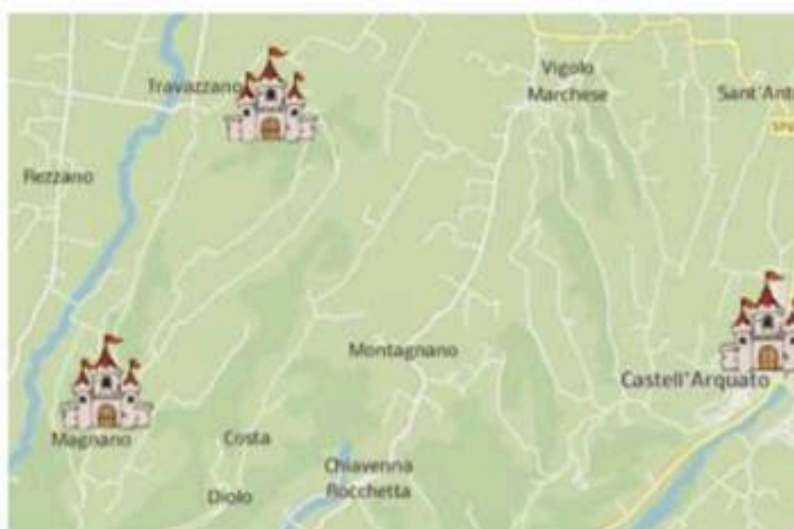 Travazzano
Vigolo
Marchese
Sant'Ant
Rezzano
Montagnano
Castell'Arquato
Magnano
Costa
Chiavenna
Rocchetta
Diolo